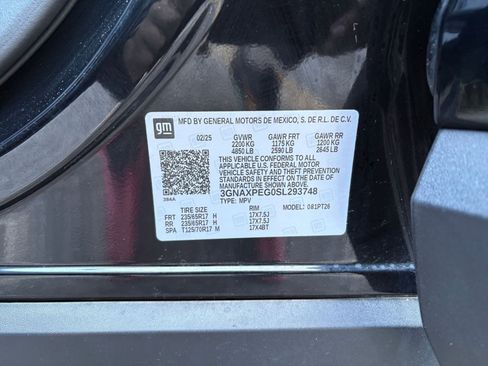 gm
MFD BY GENERAL MOTORS DE MEXICO, S. DE R.L. DE C.V.
02/25 GVWR GAWR FRT GAWR RR
2200 KG 1175 KG 1200 KG
4850 LB 2590 LB 2645 LB
THIS VEHICLE CONFORMS TO ALL
APPLICABLE U.S. FEDERAL MOTOR
VEHICLE SAFETY AND THEFT
PREVENTION STANDARDS IN EFFECT
ON THE DATE OF MANUFACTURE
SHOWN ABOVE.
384A
3GNAXPEG0SL293748
TYPE: MPV
TIRE SIZE RIM MODEL: 081PT26
FRT 235/65R17 H 17X7.5J
RR 235/65R17 H 17X7.5J
SPA T125/70R17 M 17X4BT